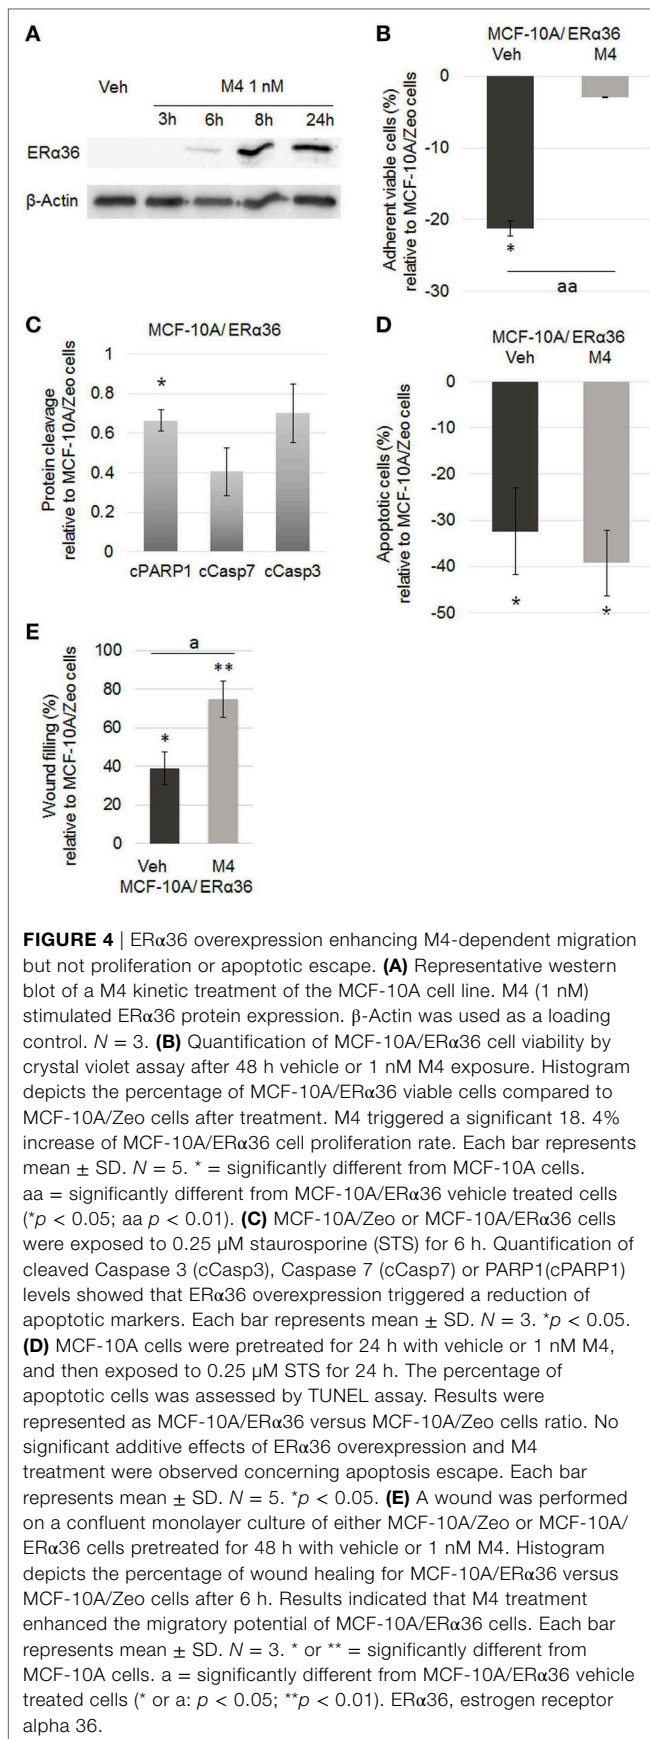 A
Veh
M4 1 nM
3h 6h 8h 24h
ERα36
β-Actin
B
MCF-10A/ERα36
Veh M4
Adherent viable cells (%)
relative to MCF-10A/Zeo cells
0
-10
-20
-30
*
aa
C
MCF-10A/ERα36
Protein cleavage
relative to MCF-10A/Zeo cells
1
0.8
0.6
0.4
0.2
0
*
cPARP1 cCasp7 cCasp3
D
MCF-10A/ERα36
Veh M4
Apoptotic cells (%)
relative to MCF-10A/Zeo cells
0
-10
-20
-30
-40
-50
* *
E
Wound filling (%)
relative to MCF-10A/Zeo cells
100
80
60
40
20
0
a
* **
Veh M4
MCF-10A/ERα36
FIGURE 4 | ERα36 overexpression enhancing M4-dependent migration
but not proliferation or apoptotic escape. (A) Representative western
blot of a M4 kinetic treatment of the MCF-10A cell line. M4 (1 nM)
stimulated ERα36 protein expression. β-Actin was used as a loading
control. N = 3. (B) Quantification of MCF-10A/ERα36 cell viability by
crystal violet assay after 48 h vehicle or 1 nM M4 exposure. Histogram
depicts the percentage of MCF-10A/ERα36 viable cells compared to
MCF-10A/Zeo cells after treatment. M4 triggered a significant 18. 4%
increase of MCF-10A/ERα36 cell proliferation rate. Each bar represents
mean ± SD. N = 5. * = significantly different from MCF-10A cells.
aa = significantly different from MCF-10A/ERα36 vehicle treated cells
(*p < 0.05; aa p < 0.01). (C) MCF-10A/Zeo or MCF-10A/ERα36 cells
were exposed to 0.25 µM staurosporine (STS) for 6 h. Quantification of
cleaved Caspase 3 (cCasp3), Caspase 7 (cCasp7) or PARP1(cPARP1)
levels showed that ERα36 overexpression triggered a reduction of
apoptotic markers. Each bar represents mean ± SD. N = 3. *p < 0.05.
(D) MCF-10A cells were pretreated for 24 h with vehicle or 1 nM M4,
and then exposed to 0.25 µM STS for 24 h. The percentage of
apoptotic cells was assessed by TUNEL assay. Results were
represented as MCF-10A/ERα36 versus MCF-10A/Zeo cells ratio. No
significant additive effects of ERα36 overexpression and M4
treatment were observed concerning apoptosis escape. Each bar
represents mean ± SD. N = 5. *p < 0.05. (E) A wound was performed
on a confluent monolayer culture of either MCF-10A/Zeo or MCF-10A/
ERα36 cells pretreated for 48 h with vehicle or 1 nM M4. Histogram
depicts the percentage of wound healing for MCF-10A/ERα36 versus
MCF-10A/Zeo cells after 6 h. Results indicated that M4 treatment
enhanced the migratory potential of MCF-10A/ERα36 cells. Each bar
represents mean ± SD. N = 3. * or ** = significantly different from
MCF-10A cells. a = significantly different from MCF-10A/ERα36 vehicle
treated cells (* or a: p < 0.05; **p < 0.01). ERα36, estrogen receptor
alpha 36.